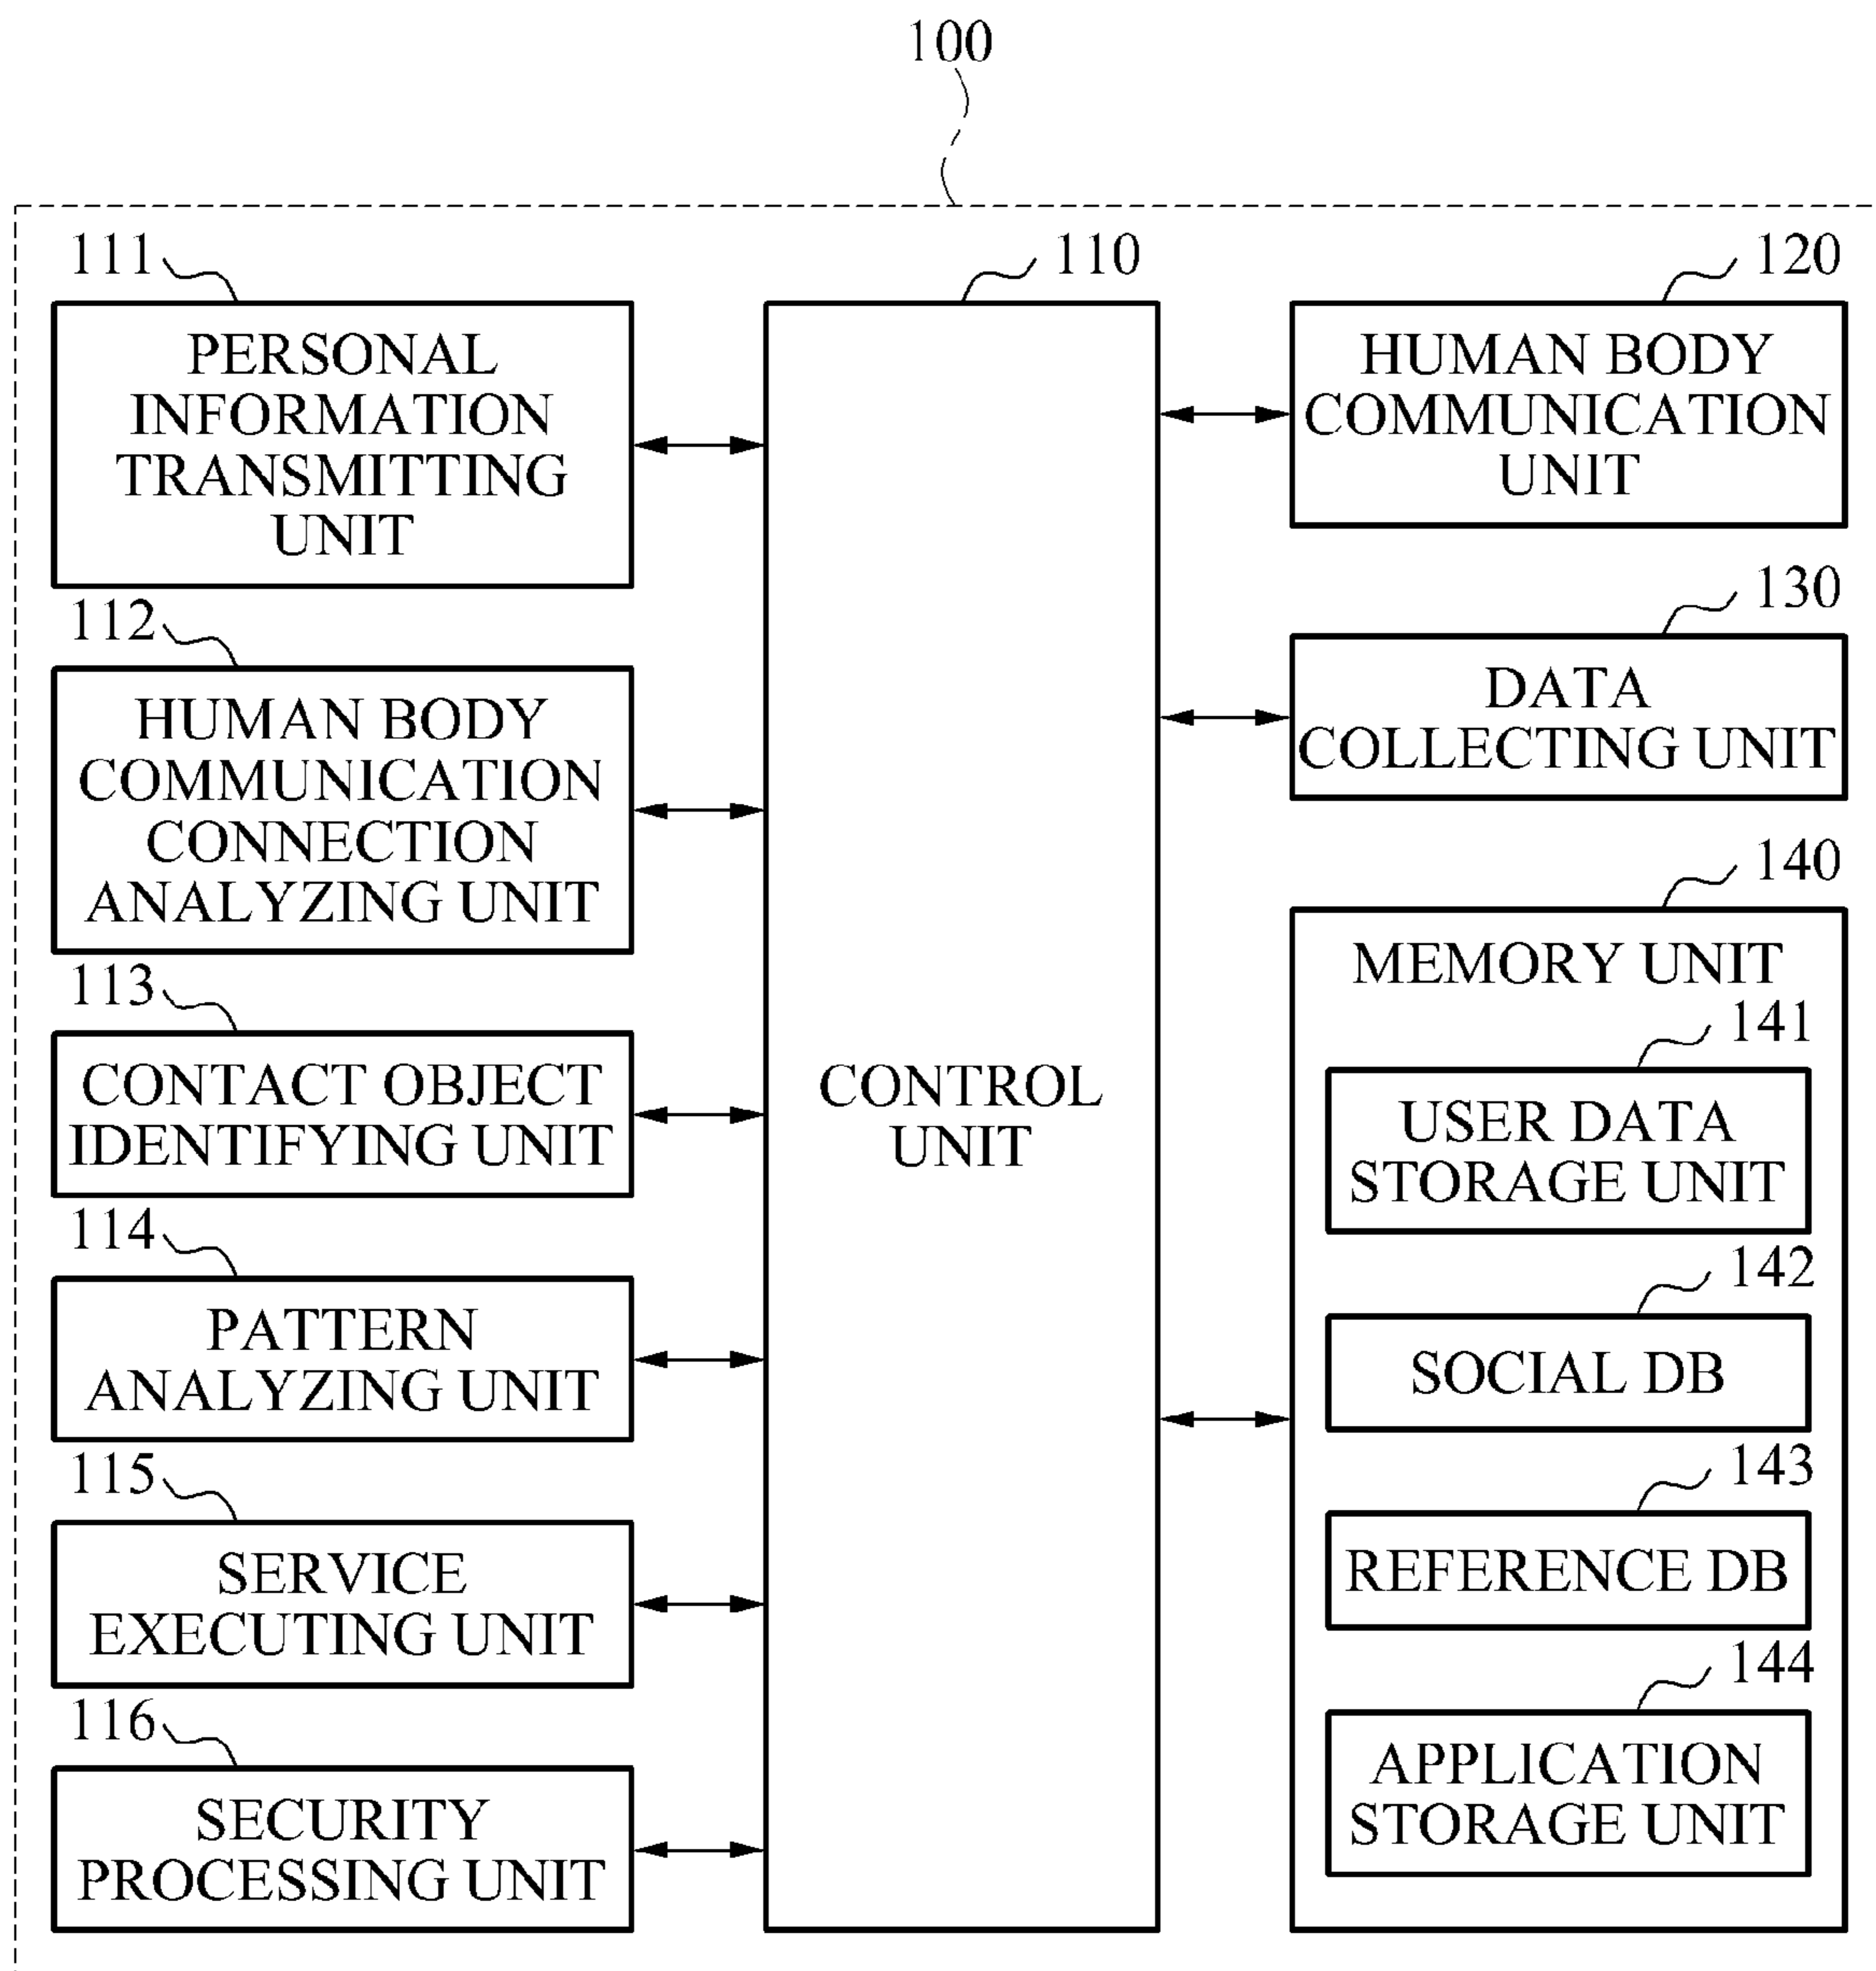 100
111
PERSONAL
INFORMATION
TRANSMITTING
UNIT
112
HUMAN BODY
COMMUNICATION
CONNECTION
ANALYZING UNIT
113
CONTACT OBJECT
IDENTIFYING UNIT
114
PATTERN
ANALYZING UNIT
115
SERVICE
EXECUTING UNIT
116
SECURITY
PROCESSING UNIT
110
CONTROL
UNIT
120
HUMAN BODY
COMMUNICATION
UNIT
130
DATA
COLLECTING UNIT
140
MEMORY UNIT
141
USER DATA
STORAGE UNIT
142
SOCIAL DB
143
REFERENCE DB
144
APPLICATION
STORAGE UNIT